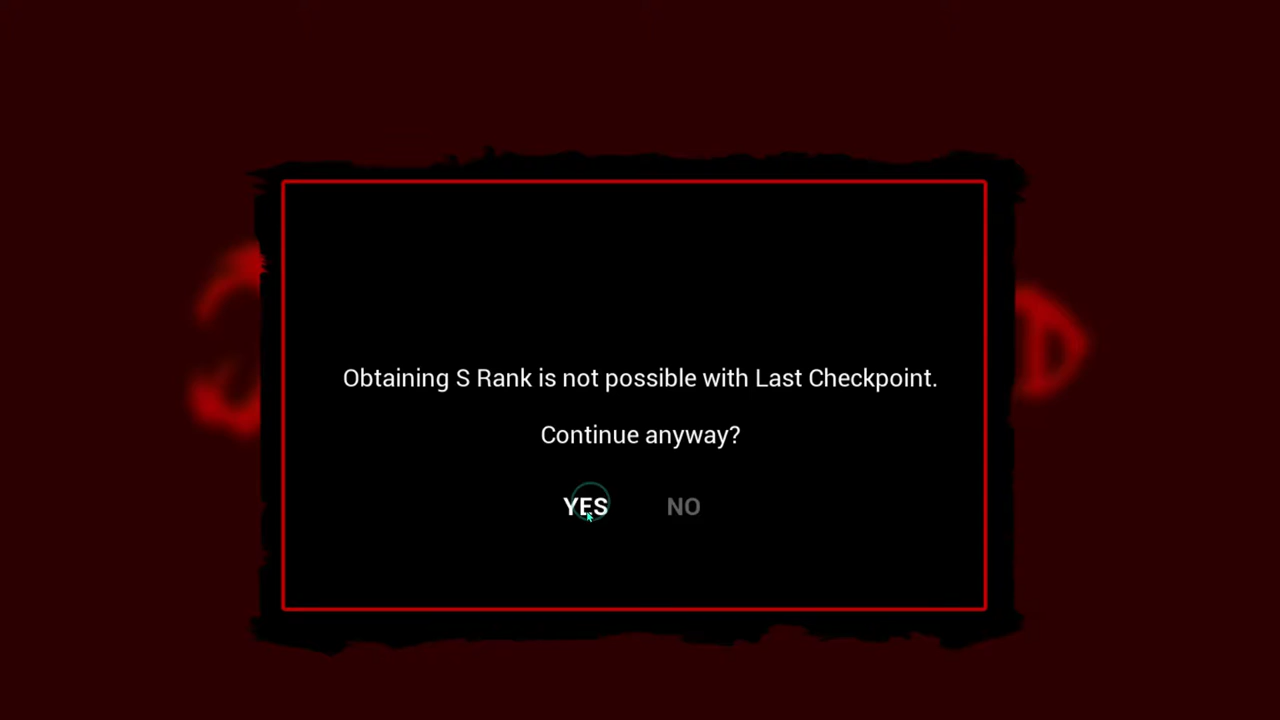 Obtaining S Rank is not possible with Last Checkpoint.
Continue anyway?
YES NO